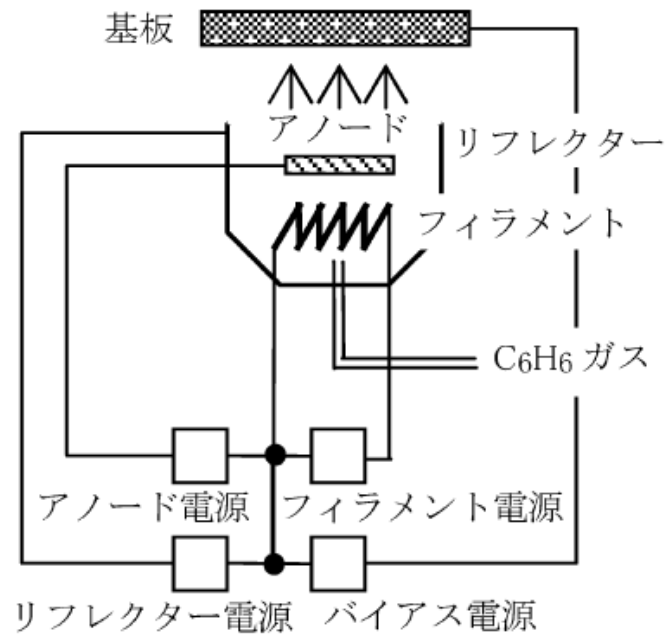 基板
アノード
リフレクター
フィラメント
C6H6 ガス
アノード電源
フィラメント電源
リフレクター電源
バイアス電源